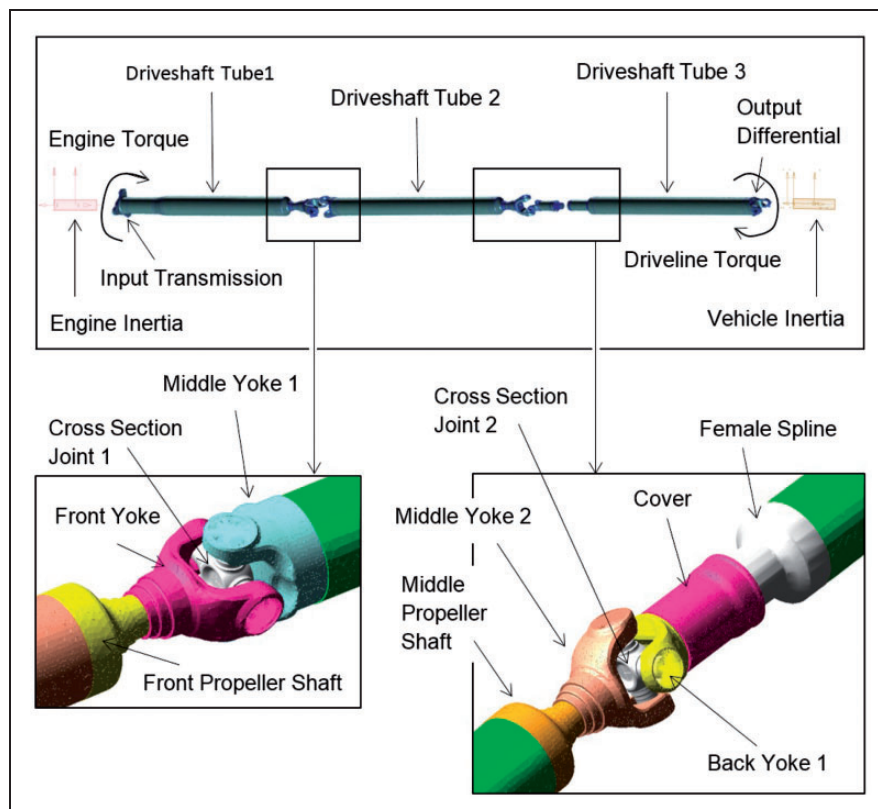 Driveshaft Tube1
Driveshaft Tube 2
Driveshaft Tube 3
Output
Differential
Engine Torque
Input Transmission
Engine Inertia
Driveline Torque
Vehicle Inertia
Middle Yoke 1
Cross Section
Joint 1
Front Yoke
Front Propeller Shaft
Cross Section
Joint 2
Female Spline
Cover
Middle Yoke 2
Middle
Propeller
Shaft
Back Yoke 1